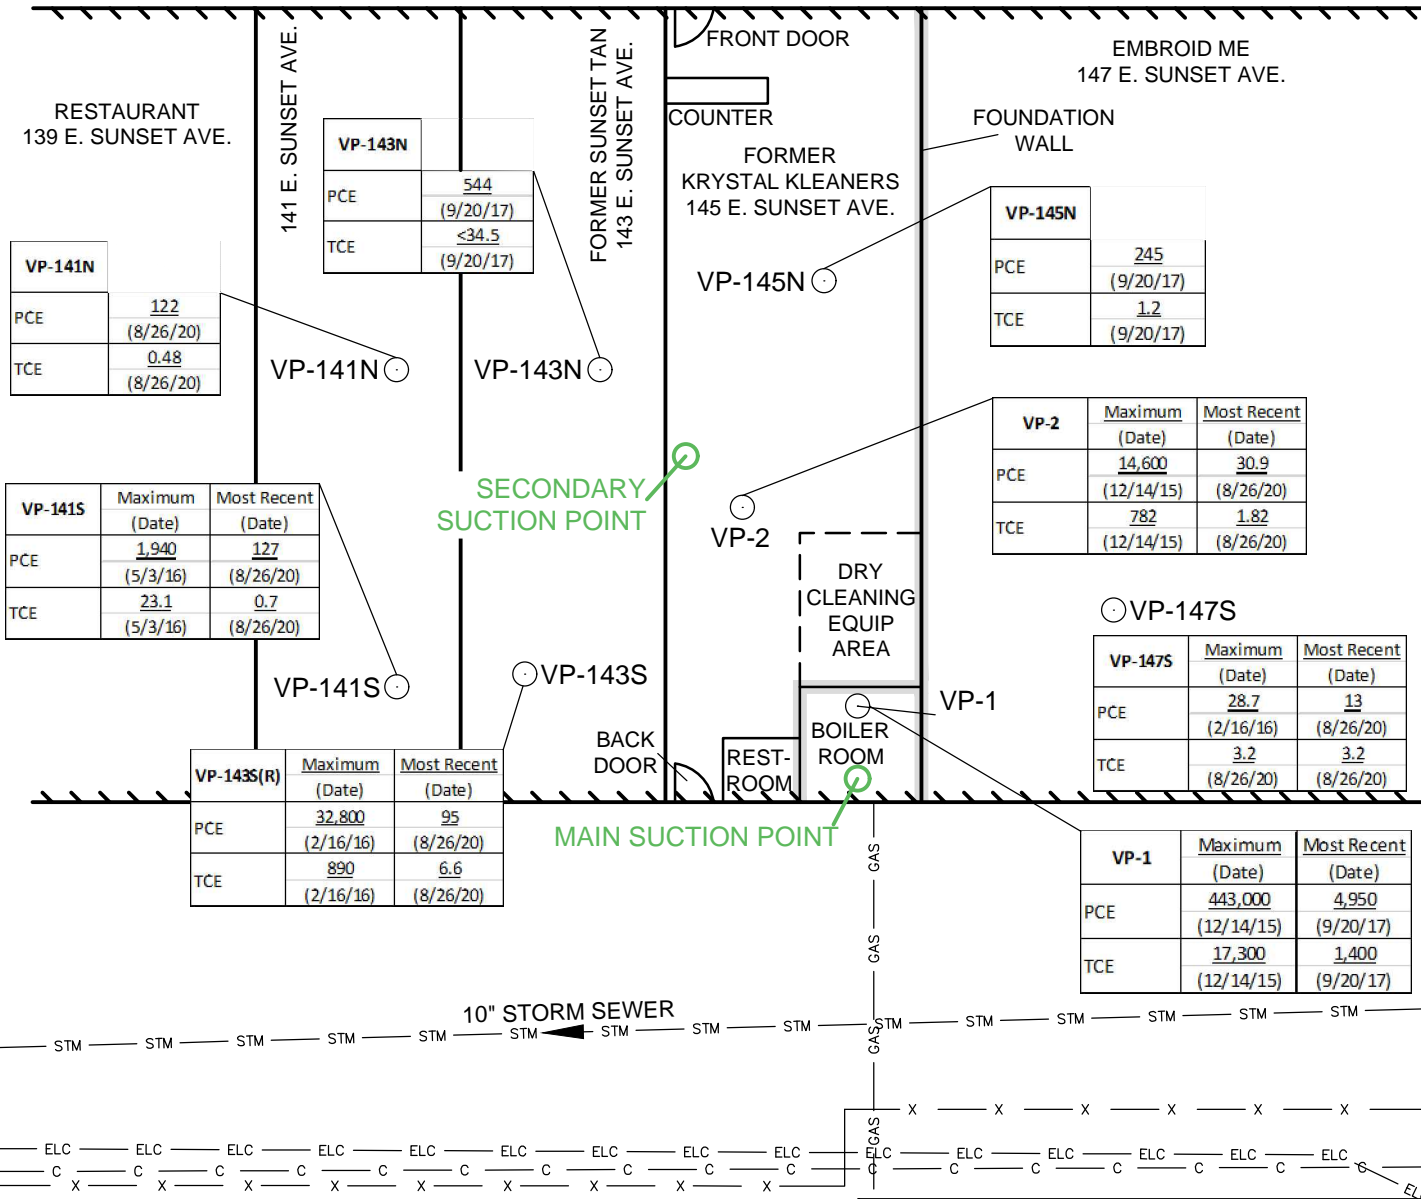 FRONT DOOR
EMBROID ME
147 E. SUNSET AVE.
RESTAURANT
139 E. SUNSET AVE.
141 E. SUNSET AVE.
FORMER SUNSET TAN
143 E. SUNSET AVE.
COUNTER
FORMER
KRYSTAL KLEANERS
145 E. SUNSET AVE.
FOUNDATION
WALL
VP-143N
PCE 544
(9/20/17)
TCE <34.5
(9/20/17)
VP-145N
PCE 245
(9/20/17)
TCE 1.2
(9/20/17)
VP-141N
PCE 122
(8/26/20)
TCE 0.48
(8/26/20)
VP-145N
VP-141N
VP-143N
VP-2 Maximum Most Recent
(Date) (Date)
PCE 14,600 30.9
(12/14/15) (8/26/20)
TCE 782 1.82
(12/14/15) (8/26/20)
SECONDARY
SUCTION POINT
VP-2
VP-141S Maximum Most Recent
(Date) (Date)
PCE 1,940 127
(5/3/16) (8/26/20)
TCE 23.1 0.7
(5/3/16) (8/26/20)
DRY
CLEANING
EQUIP
AREA
VP-147S
VP-147S Maximum Most Recent
(Date) (Date)
PCE 28.7 13
(2/16/16) (8/26/20)
TCE 3.2 3.2
(8/26/20) (8/26/20)
VP-141S
VP-143S
VP-1
BOILER
ROOM
BACK
DOOR
REST-
ROOM
VP-143S(R) Maximum Most Recent
(Date) (Date)
PCE 32,800 95
(2/16/16) (8/26/20)
TCE 890 6.6
(2/16/16) (8/26/20)
MAIN SUCTION POINT
VP-1 Maximum Most Recent
(Date) (Date)
PCE 443,000 4,950
(12/14/15) (9/20/17)
TCE 17,300 1,400
(12/14/15) (9/20/17)
GAS
GAS
GAS
GAS
10" STORM SEWER
STM STM STM STM STM STM STM STM STM STM STM STM STM STM STM
X X X X X X
ELC ELC ELC ELC ELC ELC ELC ELC ELC ELC ELC ELC ELC ELC ELC
C C C C C C C C C C C C C C C C C
X X X X X X X X X
EL